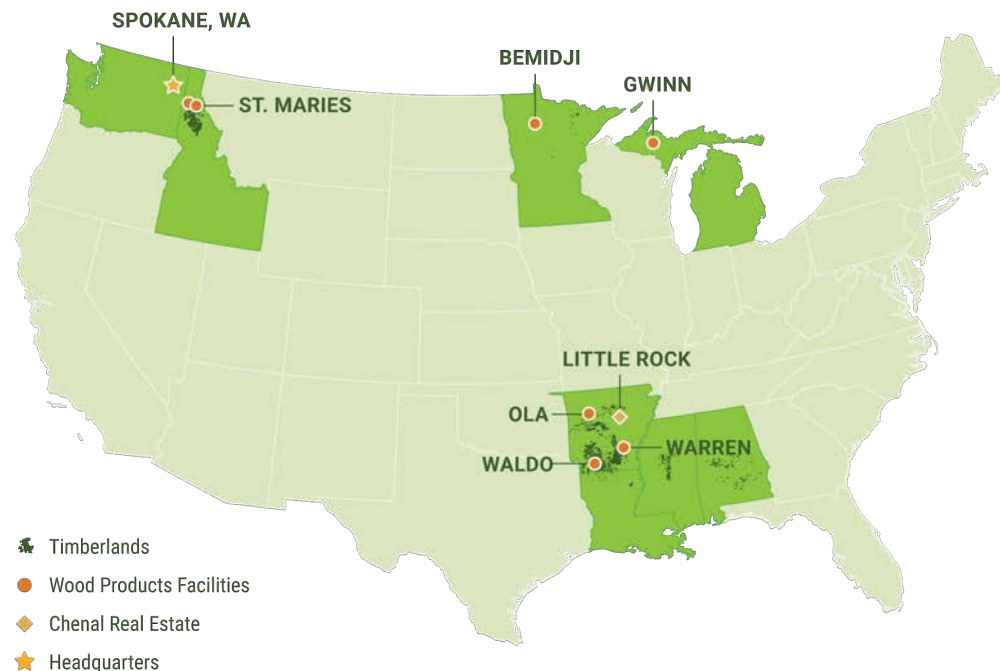 SPOKANE, WA
BEMIDJI
GWINN
ST. MARIES
LITTLE ROCK
OLA
WARREN
WALDO
Timberlands
Wood Products Facilities
Chenal Real Estate
Headquarters